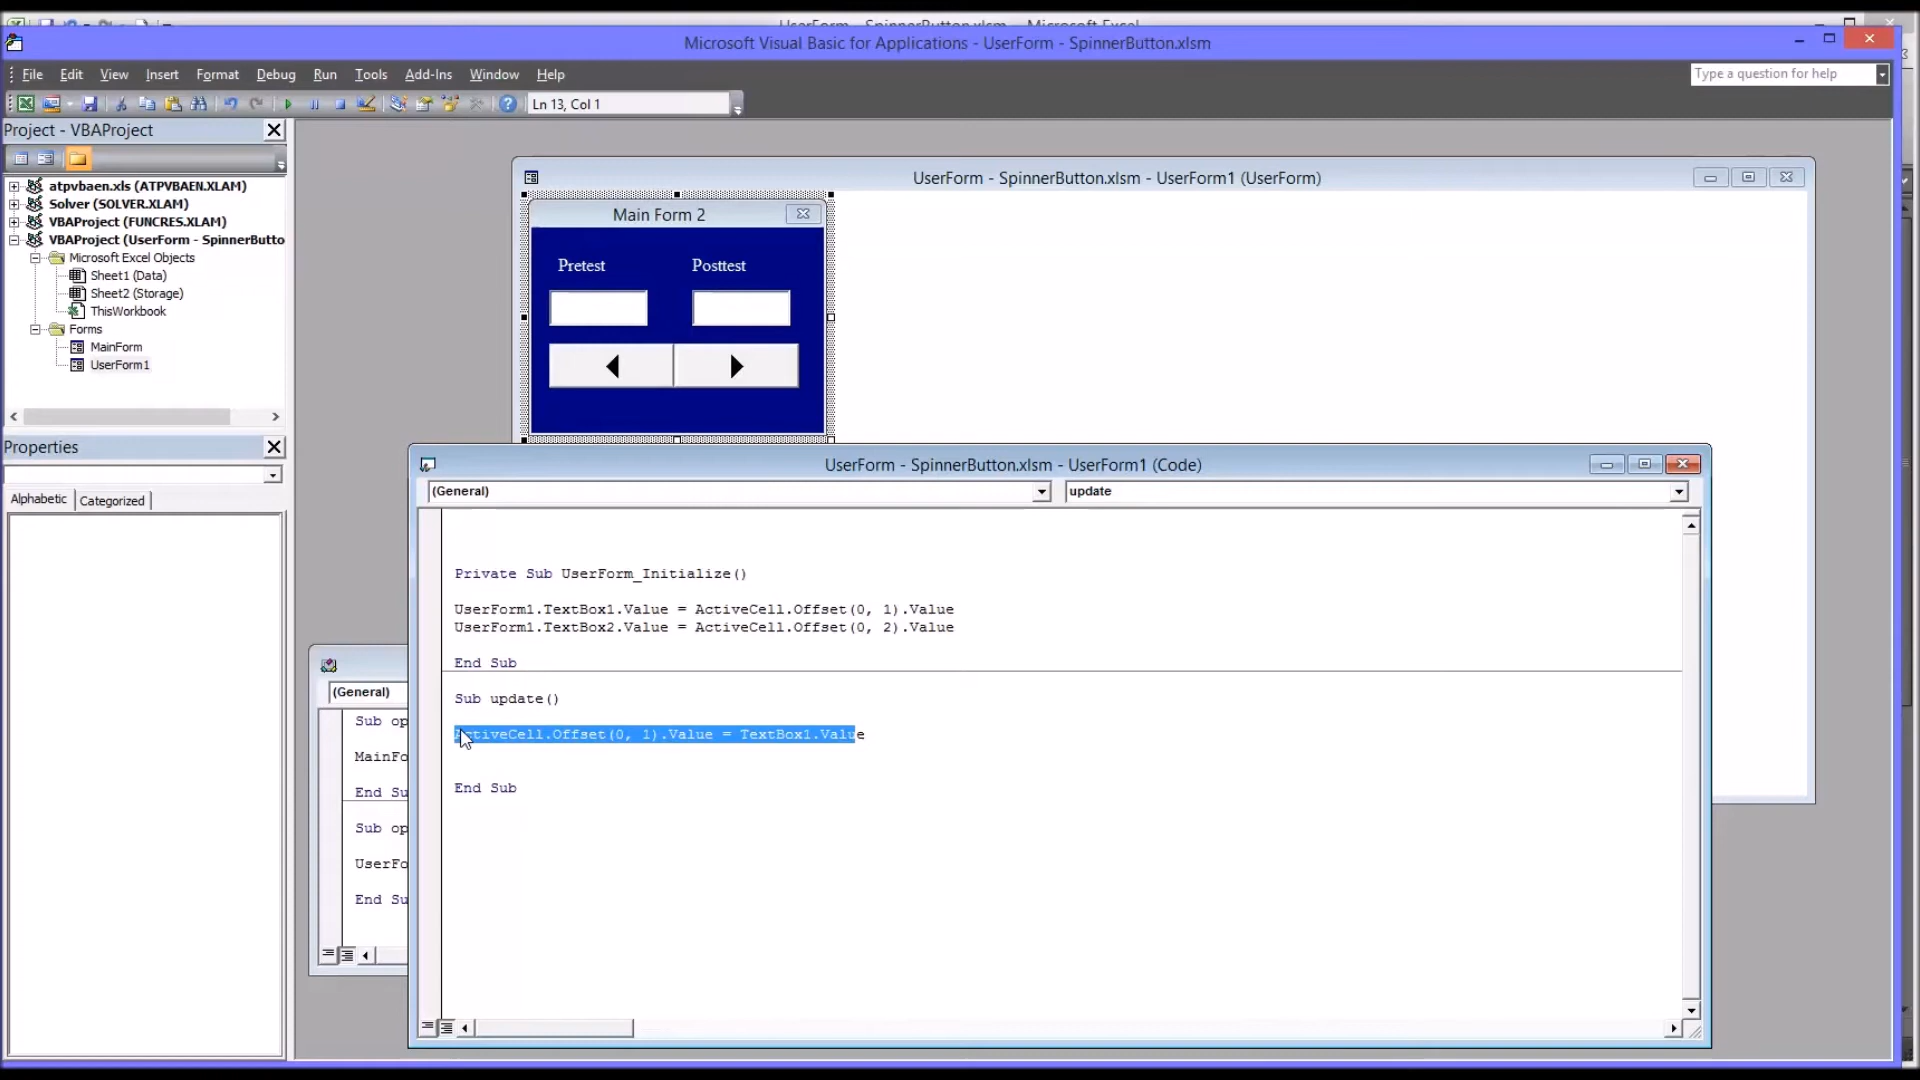 UserForm - SpinnerButton.xlsm - Microsoft Excel
Microsoft Visual Basic for Applications - UserForm - SpinnerButton.xlsm
File Edit View Insert Format Debug Run Tools Add-Ins Window Help
Type a question for help
Ln 13, Col 1
Project - VBAProject
atpvbaen.xls (ATPVBAEN.XLAM)
Solver (SOLVER.XLAM)
VBAProject (FUNCRES.XLAM)
VBAProject (UserForm - SpinnerButto
Microsoft Excel Objects
Sheet1 (Data)
Sheet2 (Storage)
ThisWorkbook
Forms
MainForm
UserForm1
Properties
Alphabetic Categorized
UserForm - SpinnerButton.xlsm - UserForm1 (UserForm)
Main Form 2
Pretest Posttest
UserForm - SpinnerButton.xlsm - UserForm1 (Code)
(General) update
Private Sub UserForm_Initialize()
UserForm1.TextBox1.Value = ActiveCell.Offset(0, 1).Value
UserForm1.TextBox2.Value = ActiveCell.Offset(0, 2).Value
End Sub
Sub update()
ActiveCell.Offset(0, 1).Value = TextBox1.Value
End Sub
(General)
Sub op
MainFo
End Su
Sub op
UserFo
End Su